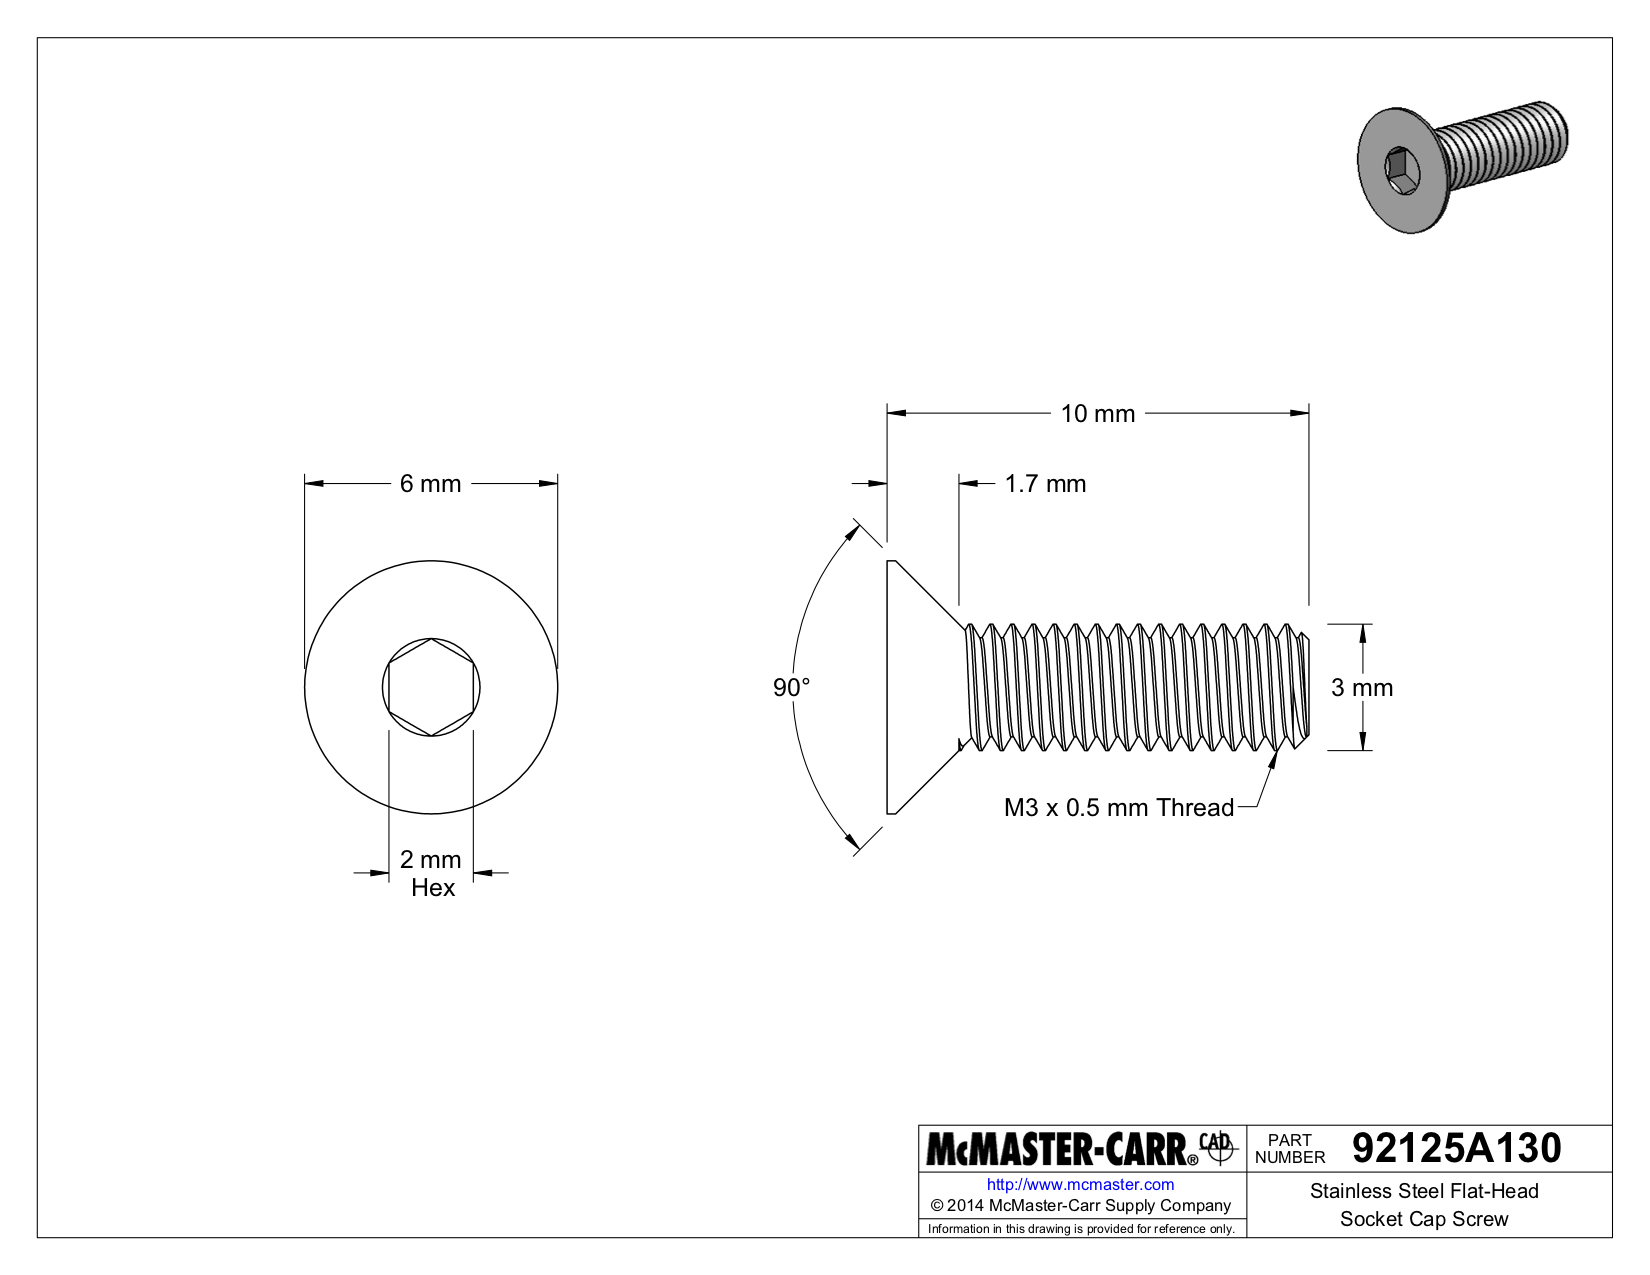 10 mm
6 mm
1.7 mm
90°
3 mm
M3 x 0.5 mm Thread
2 mm
Hex
McMASTER-CARR® CAD
PART
NUMBER
92125A130
http://www.mcmaster.com
© 2014 McMaster-Carr Supply Company
Information in this drawing is provided for reference only.
Stainless Steel Flat-Head
Socket Cap Screw